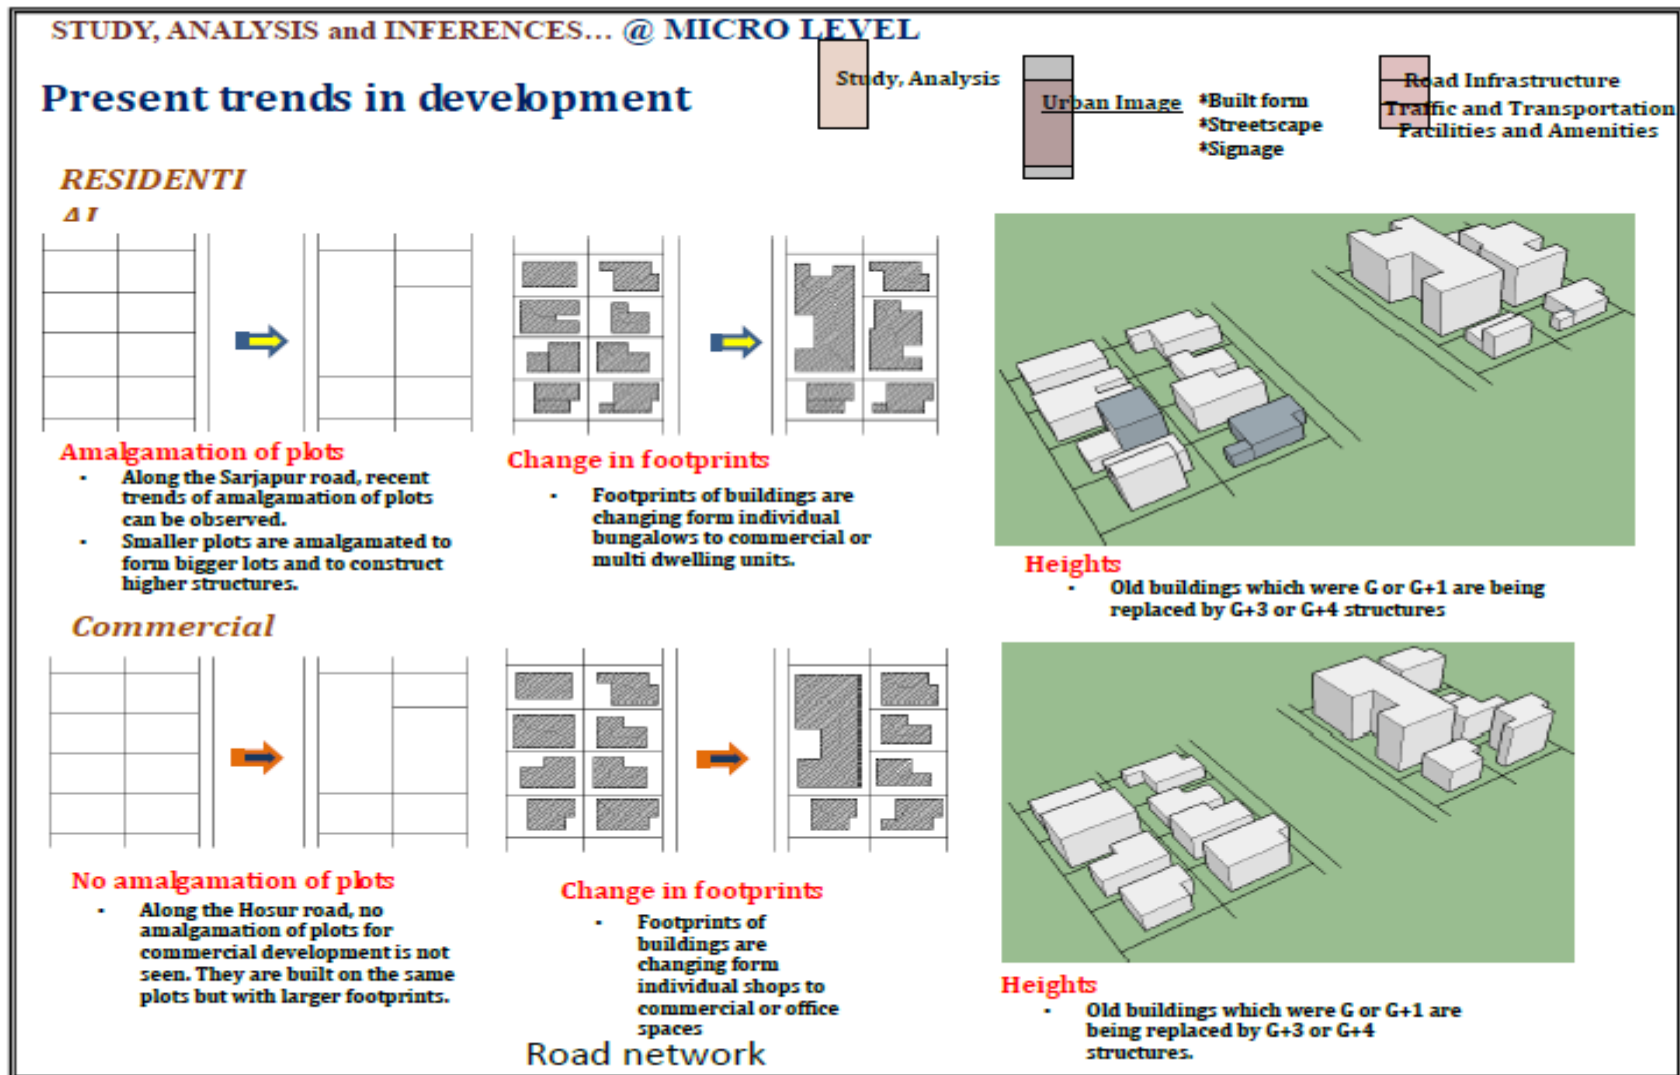 STUDY, ANALYSIS and INFERENCES... @ MICRO LEVEL
Present trends in development
Study, Analysis
Urban Image
*Built form
*Streetscape
*Signage
Road Infrastructure
Traffic and Transportation
Facilities and Amenities
RESIDENTI
AL
Amalgamation of plots
• Along the Sarjapur road, recent
trends of amalgamation of plots
can be observed.
• Smaller plots are amalgamated to
form bigger lots and to construct
higher structures.
Change in footprints
• Footprints of buildings are
changing form individual
bungalows to commercial or
multi dwelling units.
Heights
• Old buildings which were G or G+1 are being
replaced by G+3 or G+4 structures
Commercial
No amalgamation of plots
• Along the Hosur road, no
amalgamation of plots for
commercial development is not
seen. They are built on the same
plots but with larger footprints.
Change in footprints
• Footprints of
buildings are
changing form
individual shops to
commercial or office
spaces
Heights
• Old buildings which were G or G+1 are
being replaced by G+3 or G+4
structures.
Road network